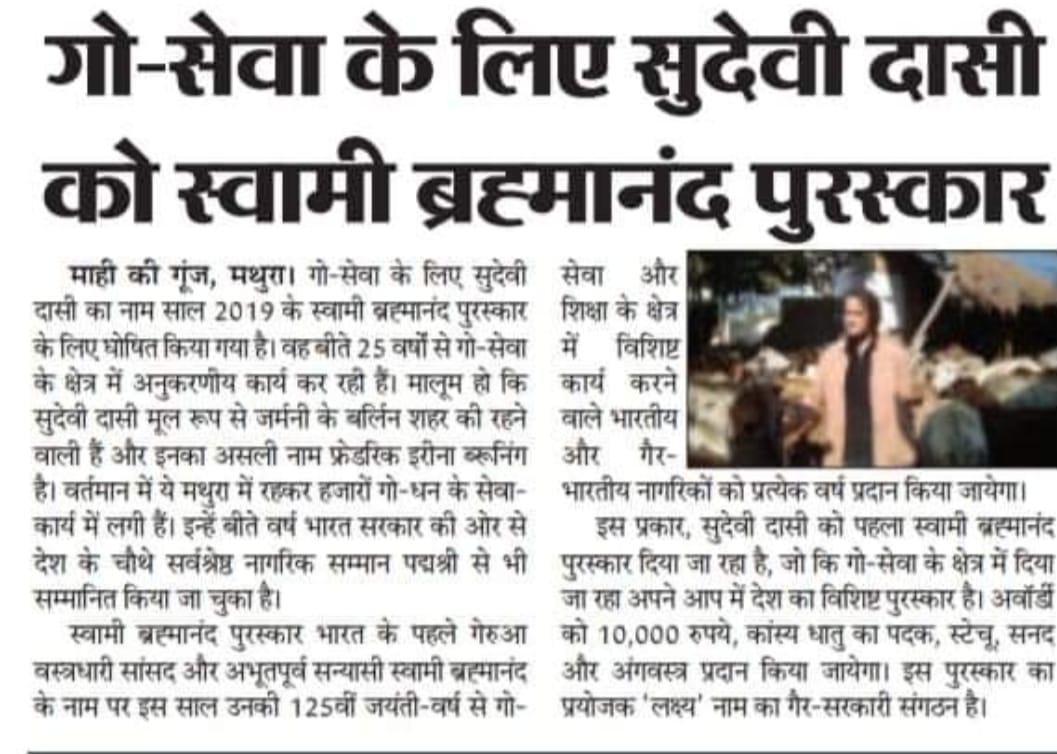 गो-सेवा के लिए सुदेवी दासी
को स्वामी ब्रह्मानंद पुरस्कार
माही की गूंज, मथुरा। गो-सेवा के लिए सुदेवी
दासी का नाम साल 2019 के स्वामी ब्रह्मानंद पुरस्कार
के लिए घोषित किया गया है। वह बीते 25 वर्षों से गो-सेवा
के क्षेत्र में अनुकरणीय कार्य कर रही हैं। मालूम हो कि
सुदेवी दासी मूल रूप से जर्मनी के बर्लिन शहर की रहने
वाली हैं और इनका असली नाम फ्रेडरिक इरीना ब्रूनिंग
है। वर्तमान में ये मथुरा में रहकर हजारों गो-धन के सेवा-
कार्य में लगी हैं। इन्हें बीते वर्ष भारत सरकार की ओर से
देश के चौथे सर्वश्रेष्ठ नागरिक सम्मान पद्मश्री से भी
सम्मानित किया जा चुका है।
स्वामी ब्रह्मानंद पुरस्कार भारत के पहले गेरुआ
वस्त्रधारी सांसद और अभूतपूर्व सन्यासी स्वामी ब्रह्मानंद
के नाम पर इस साल उनकी 125वीं जयंती-वर्ष से गो-
सेवा और
शिक्षा के क्षेत्र
में विशिष्ट
कार्य करने
वाले भारतीय
और गैर-
भारतीय नागरिकों को प्रत्येक वर्ष प्रदान किया जायेगा।
इस प्रकार, सुदेवी दासी को पहला स्वामी ब्रह्मानंद
पुरस्कार दिया जा रहा है, जो कि गो-सेवा के क्षेत्र में दिया
जा रहा अपने आप में देश का विशिष्ट पुरस्कार है। अवॉर्डी
को 10,000 रुपये, कांस्य धातु का पदक, स्टेचू, सनद
और अंगवस्त्र प्रदान किया जायेगा। इस पुरस्कार का
प्रयोजक 'लक्ष्य' नाम का गैर-सरकारी संगठन है।